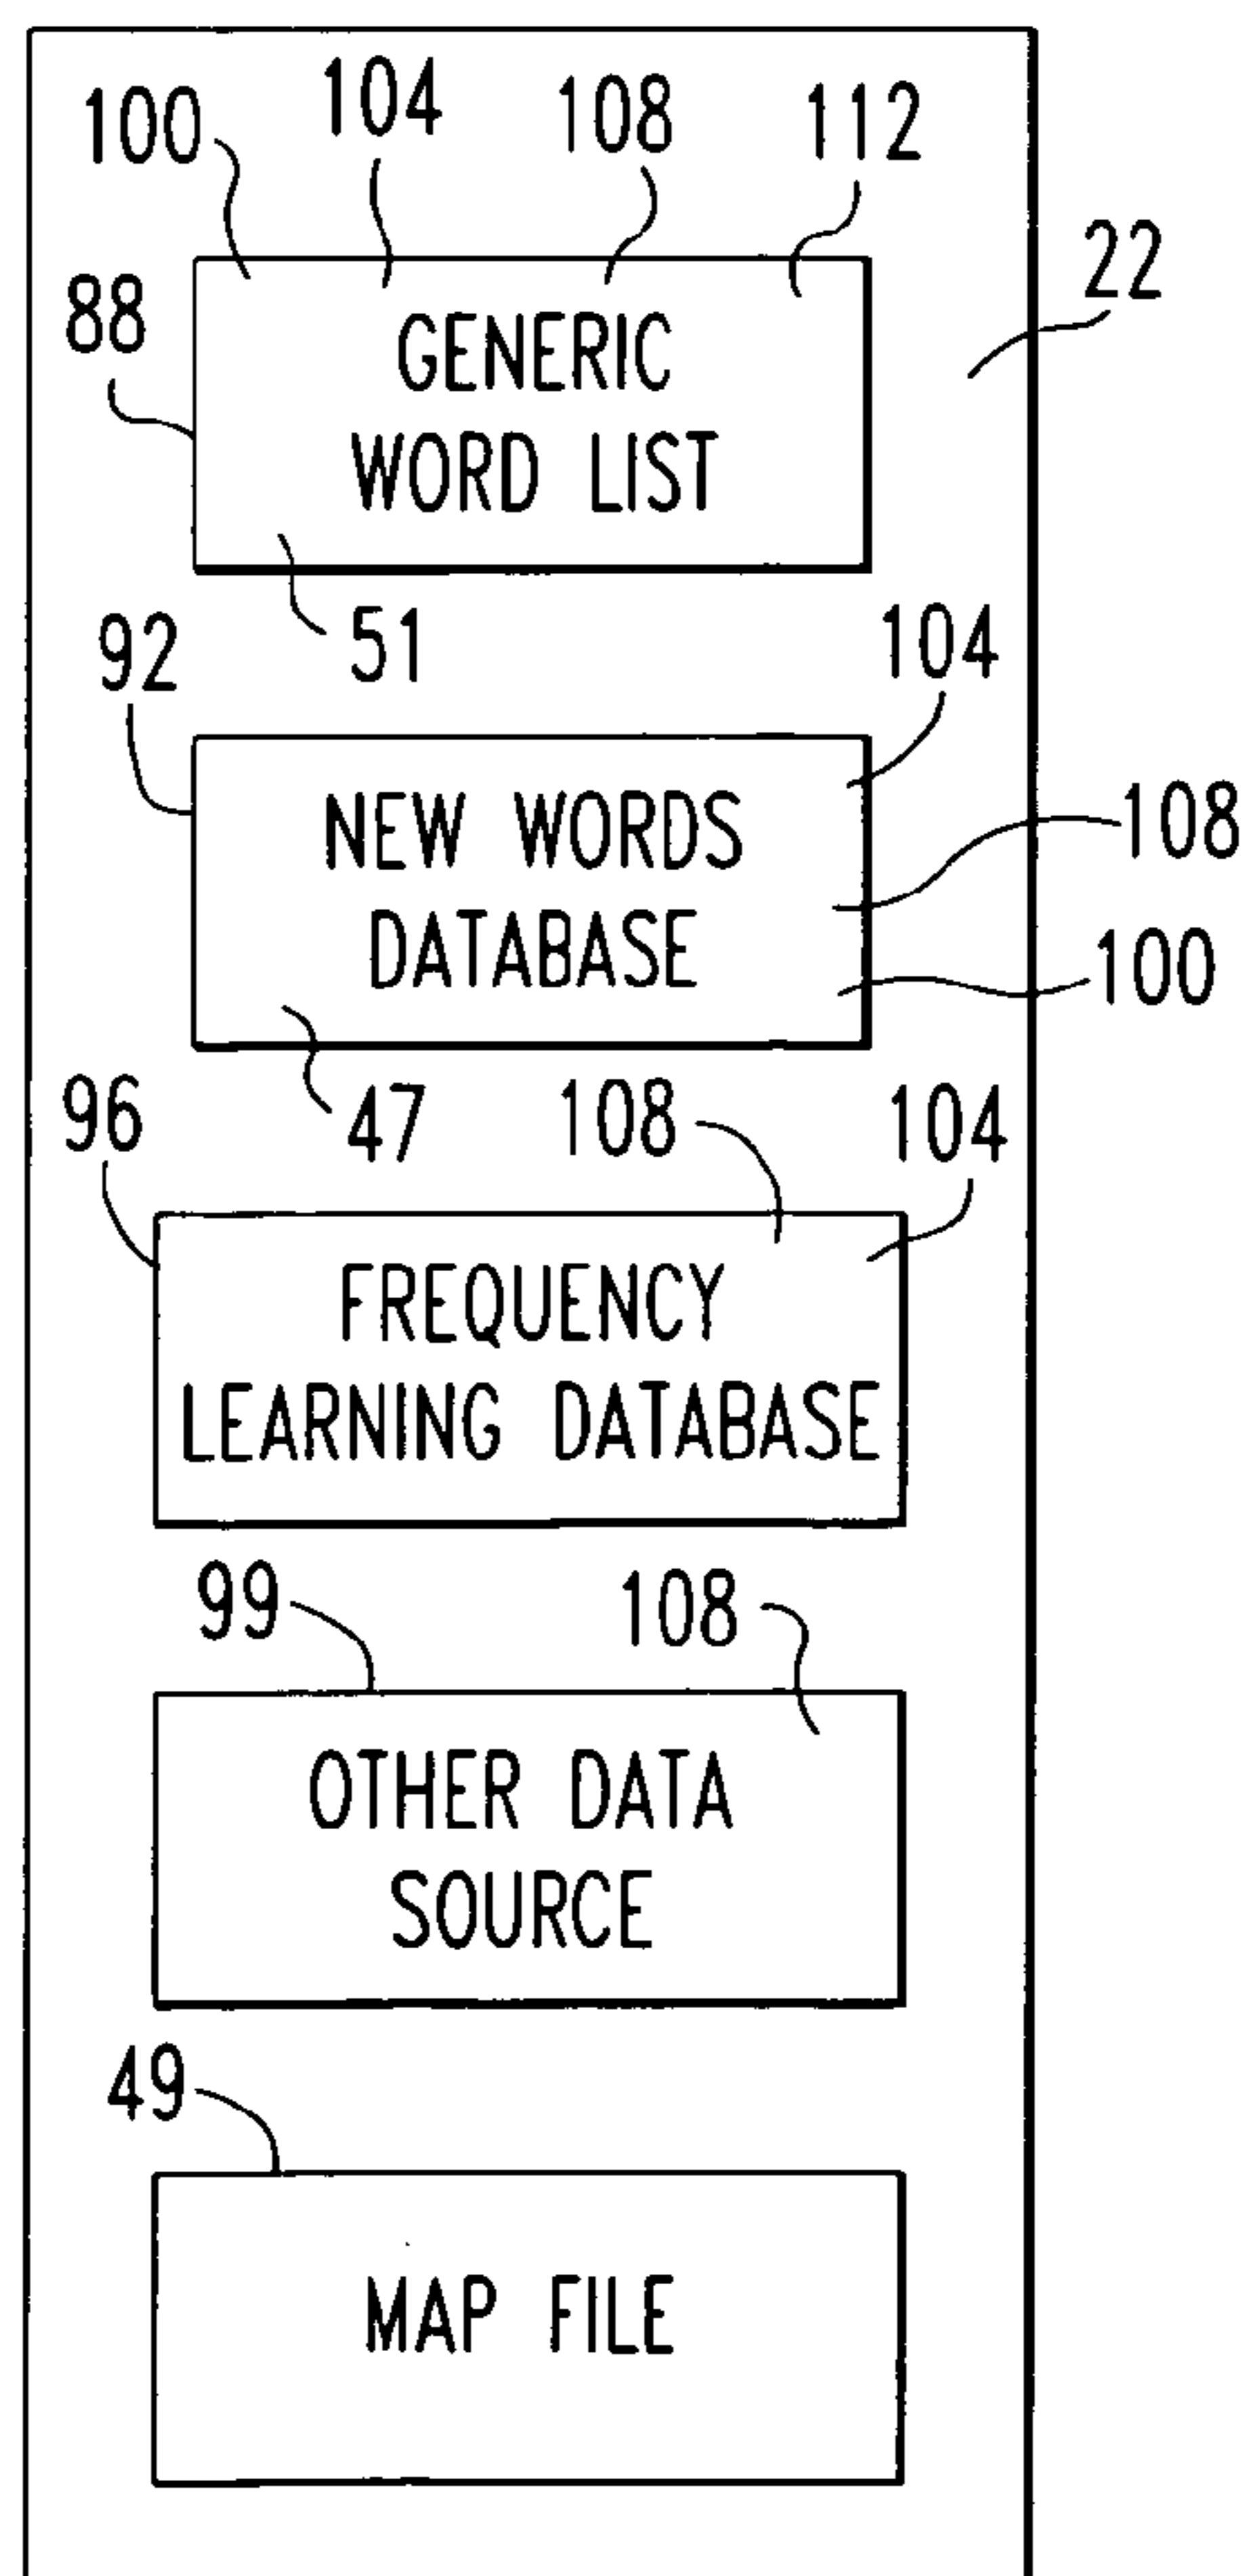 100 104 108 112
22
88
GENERIC
WORD LIST
51
92
104
NEW WORDS
108
DATABASE
100
47
96
108
104
FREQUENCY
LEARNING DATABASE
99
108
OTHER DATA
SOURCE
49
MAP FILE